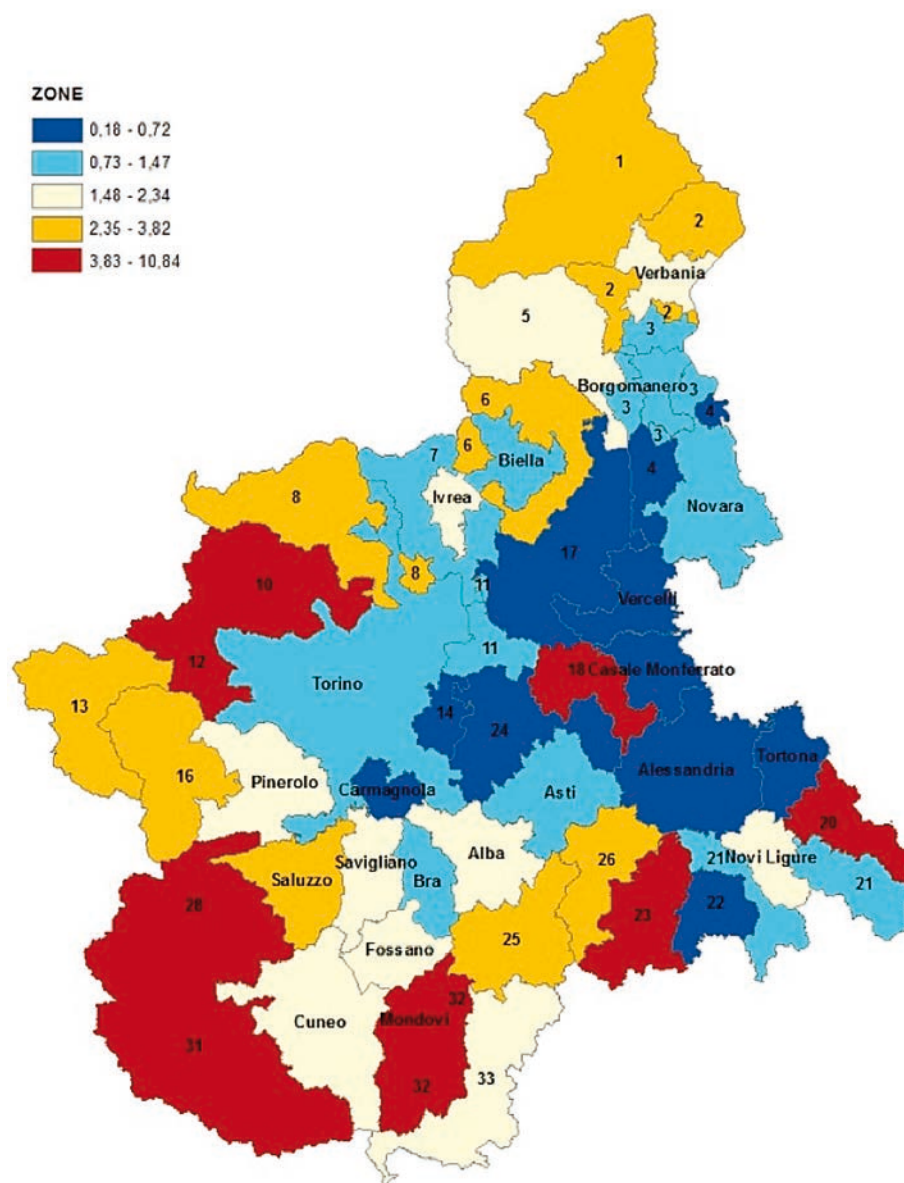 ZONE
0,18 - 0,72
0,73 - 1,47
1,48 - 2,34
2,35 - 3,82
3,83 - 10,84
1
2
Verbania
2
5
2
3
Borgomanero
3
6
3
4
3
7
6
Biella
4
Ivrea
8
Novara
17
8
10
11
Vercelli
11
12
18
Casale Monferrato
Torino
13
14
24
Tortona
16
Alessandria
Pinerolo
Carmagnola
Asti
20
Alba
26
21
Novi Ligure
Savigliano
Saluzzo
Bra
21
28
22
23
25
Fossano
32
Cuneo
Mondovi
31
33
32